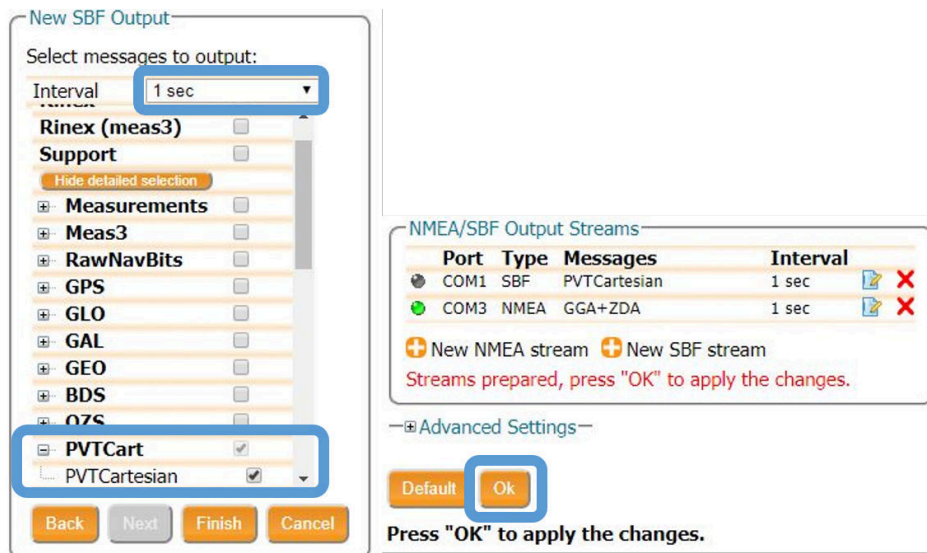 New SBF Output
Select messages to output:
Interval 1 sec
Rinex (meas3)
Support
Hide detailed selection
Measurements
Meas3
RawNavBits
GPS
GLO
GAL
GEO
BDS
PVTCart
PVTCartesian
Back Next Finish Cancel
NMEA/SBF Output Streams
Port Type Messages Interval
COM1 SBF PVTCartesian 1 sec
COM3 NMEA GGA+ZDA 1 sec
New NMEA stream New SBF stream
Streams prepared, press "OK" to apply the changes.
Advanced Settings
Default Ok
Press "OK" to apply the changes.